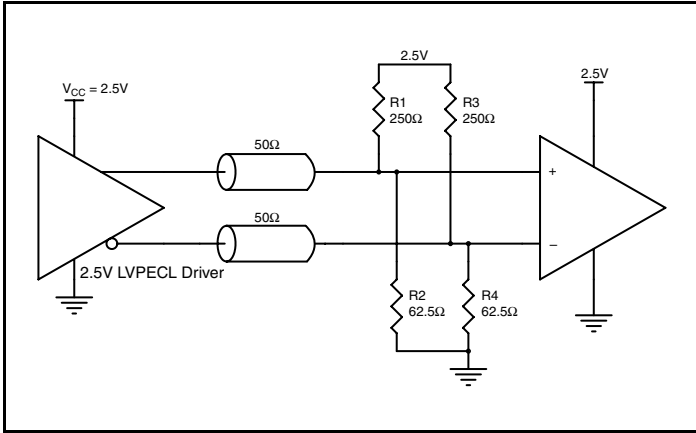 2.5V
V_CC = 2.5V
2.5V
R1
250Ω
R3
250Ω
50Ω
+
50Ω
–
2.5V LVPECL Driver
R2
62.5Ω
R4
62.5Ω